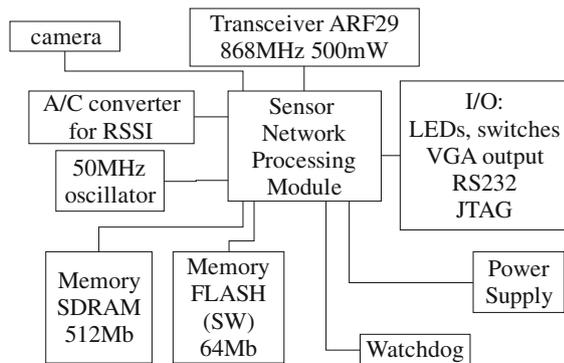 camera
Transceiver ARF29
868MHz 500mW
A/C converter
for RSSI
Sensor
Network
Processing
Module
I/O:
LEDs, switches
VGA output
RS232
JTAG
50MHz
oscillator
Memory
SDRAM
512Mb
Memory
FLASH
(SW)
64Mb
Power
Supply
Watchdog